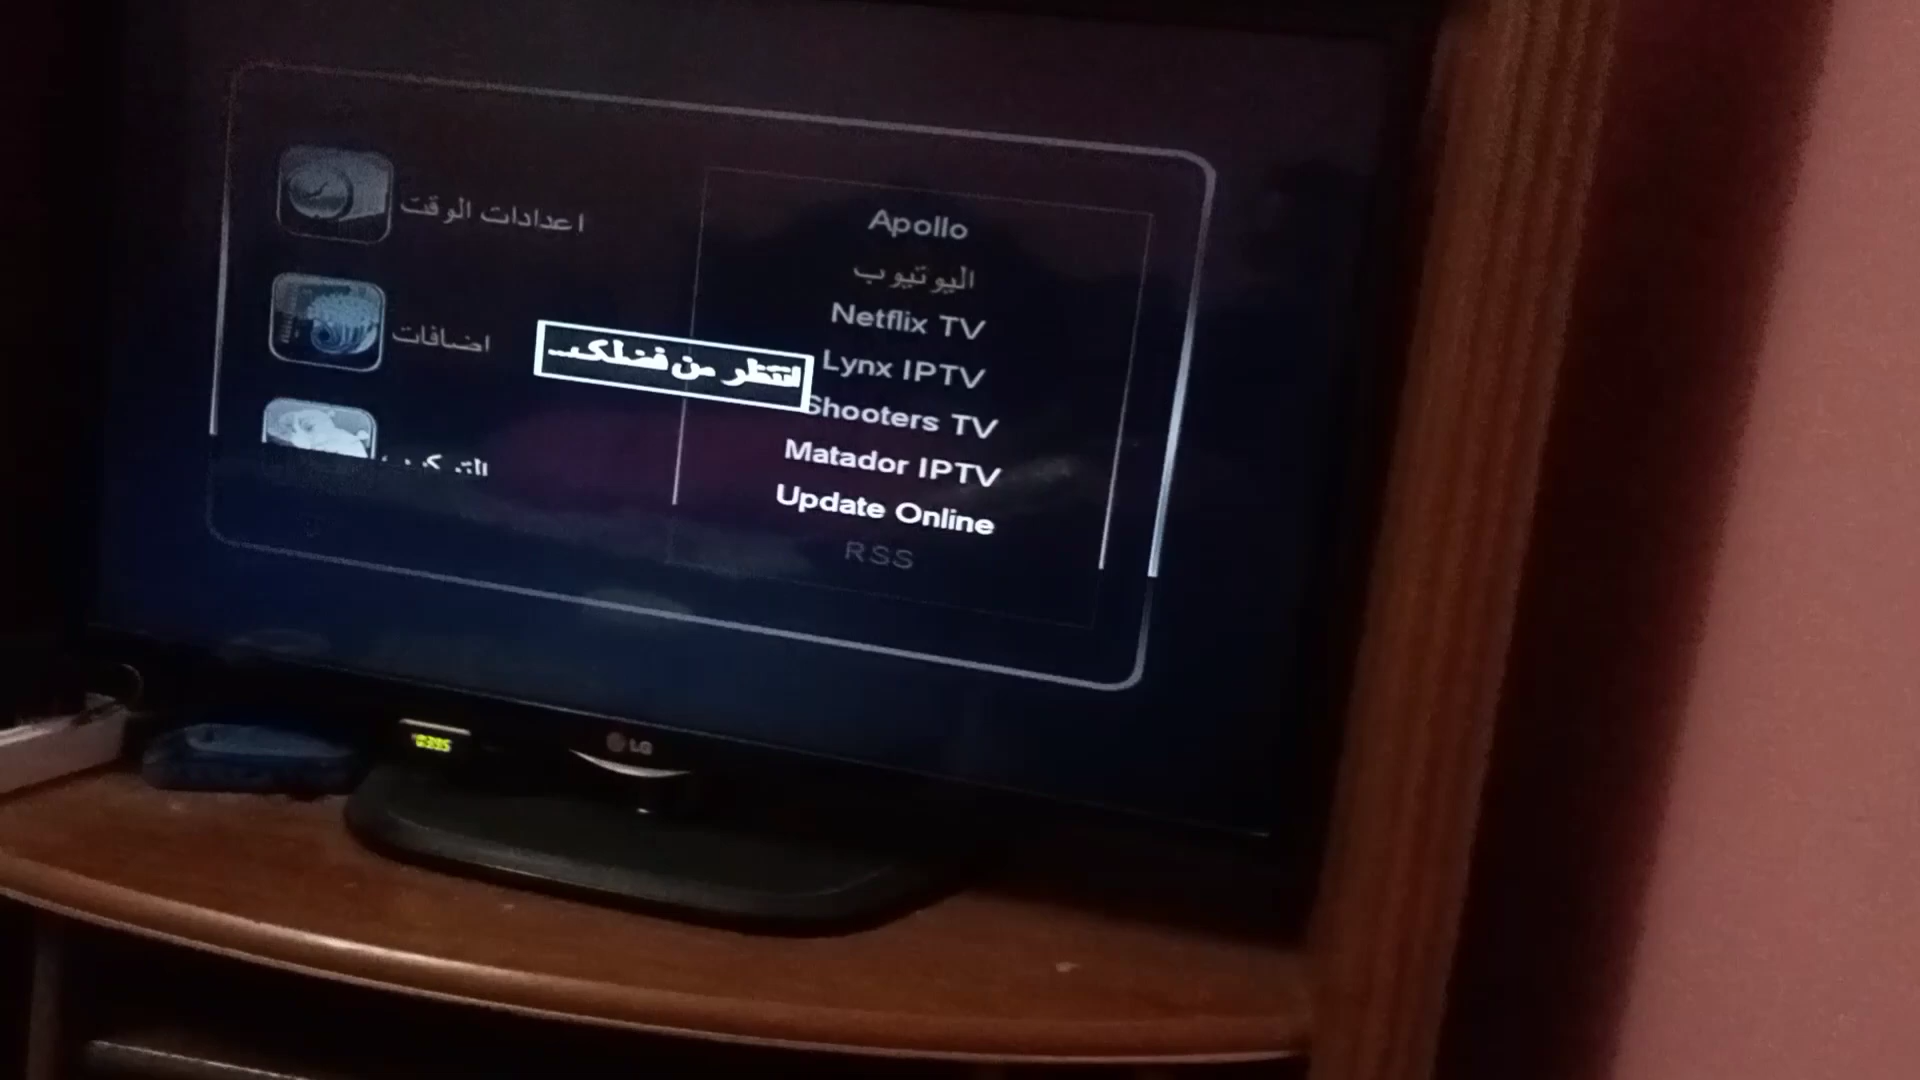 اعدادات الوقت
اضافات
انتظر من فضلك...
Apollo
اليوتيوب
Netflix TV
Lynx IPTV
Shooters TV
Matador IPTV
Update Online
RSS
LG